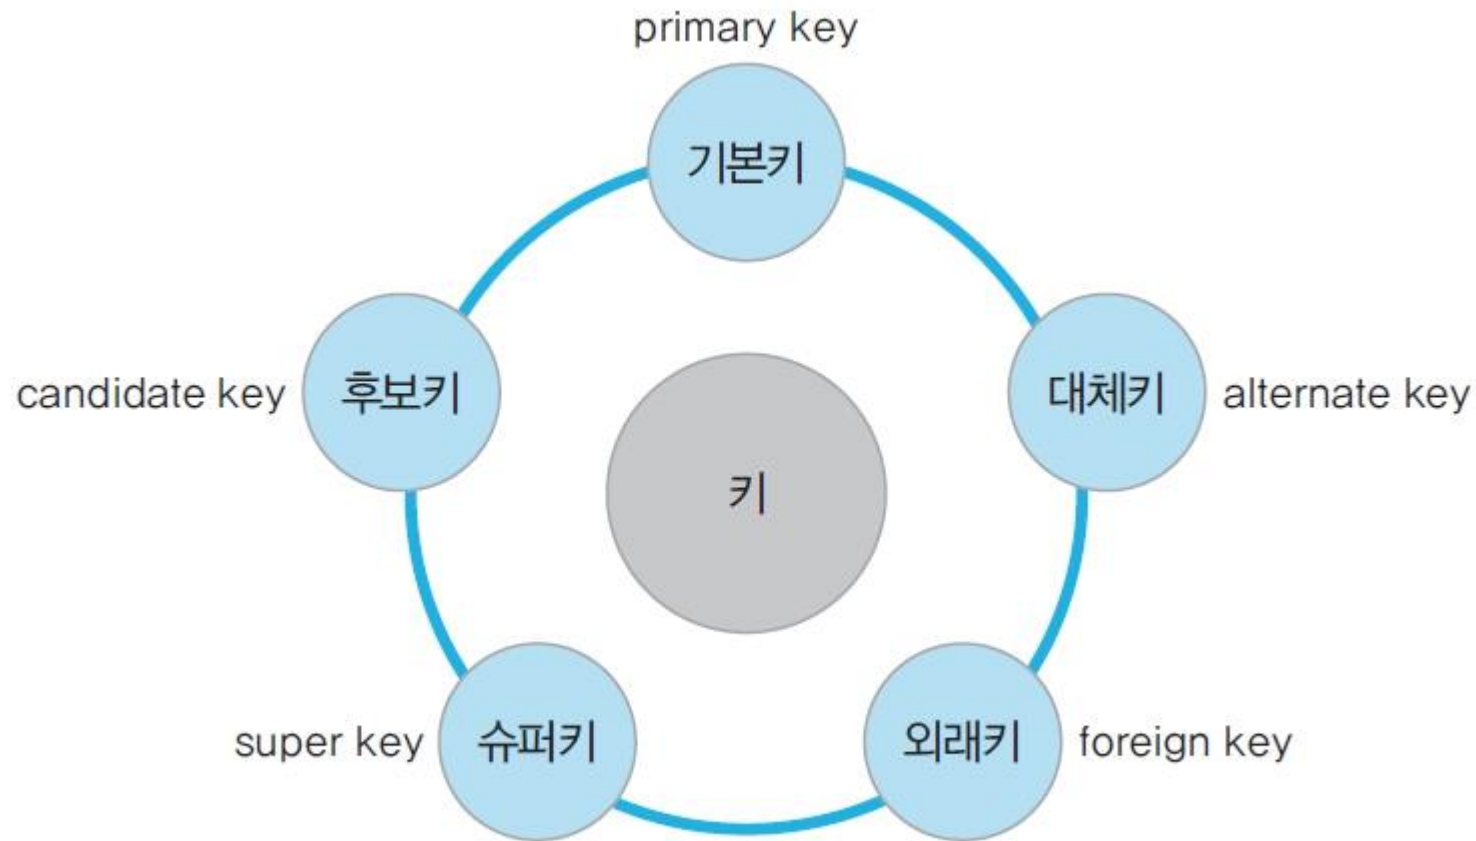 primary key
기본키
candidate key
후보키
대체키
alternate key
키
super key
슈퍼키
외래키
foreign key